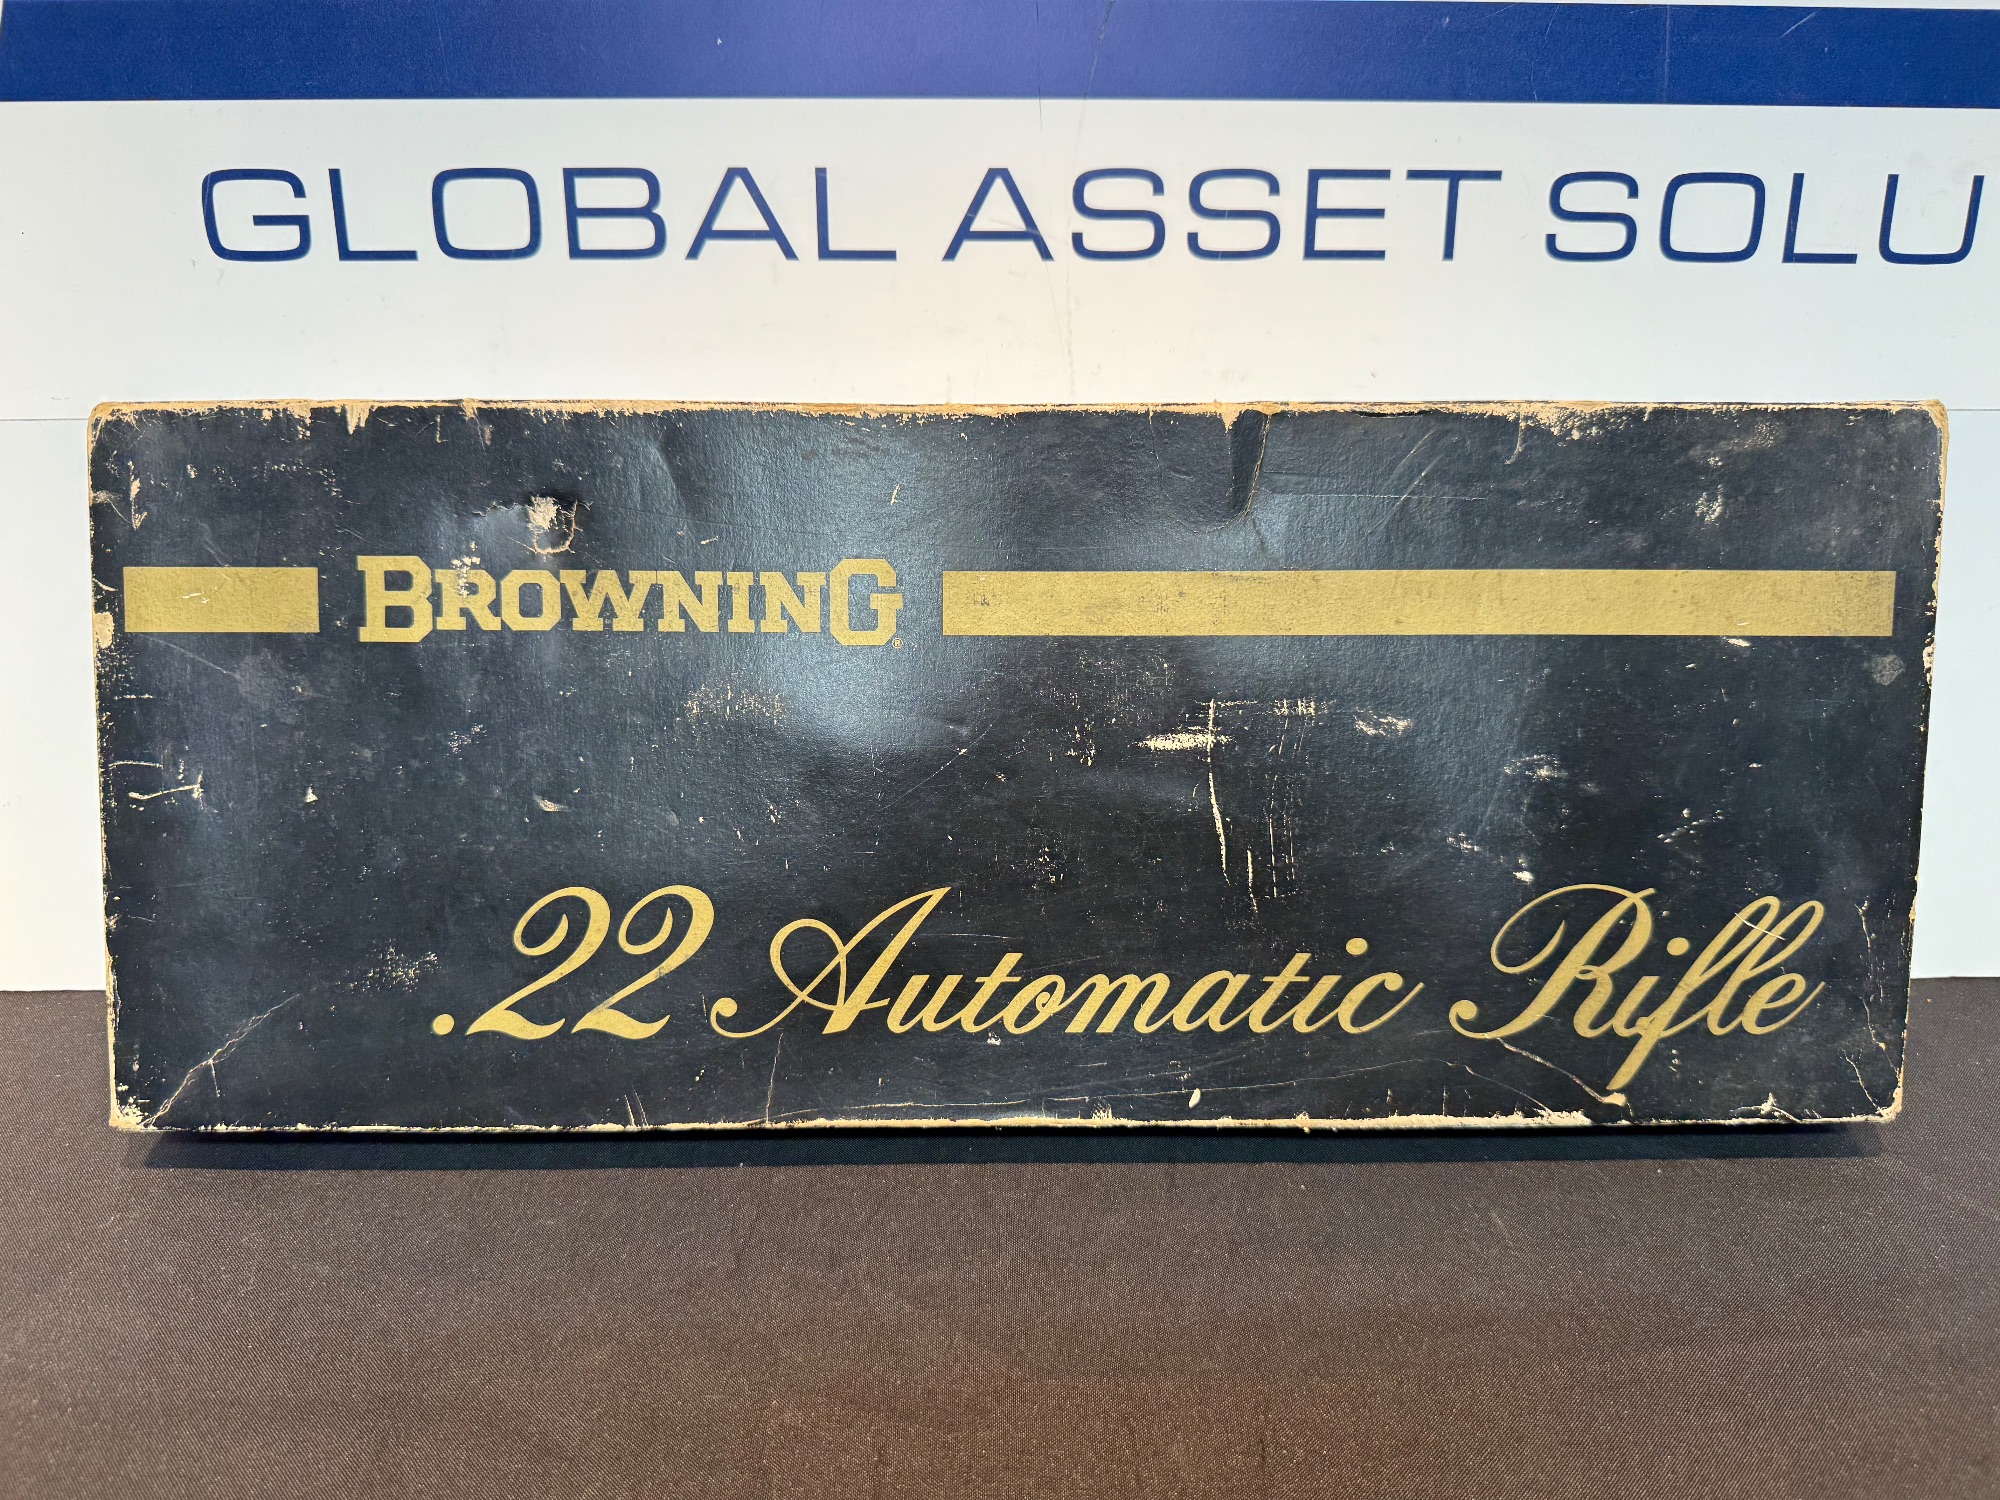 GLOBAL ASSET SOLU
BROWNING®
.22 Automatic Rifle